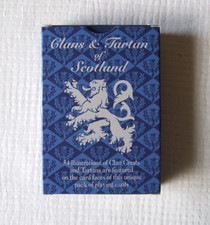 Clans & Tartan
of
Scotland
54 illustrations of Clan Crests
and Tartans are featured
on the card faces of this unique
pack of playing cards